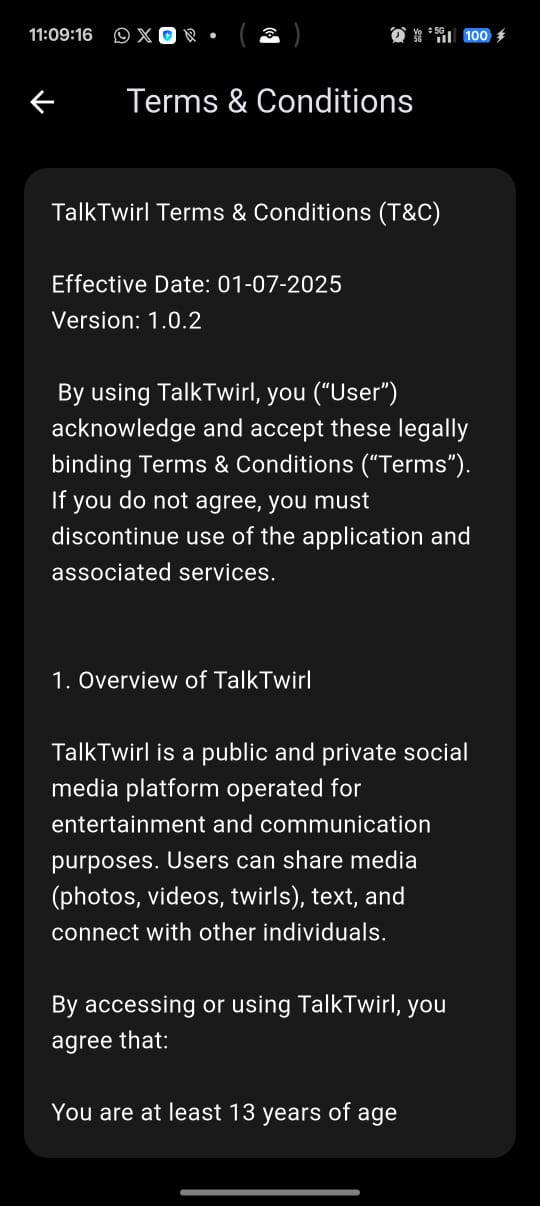 11:09:16
Vo
5G
5G
100
Terms & Conditions
TalkTwirl Terms & Conditions (T&C)
Effective Date: 01-07-2025
Version: 1.0.2
By using TalkTwirl, you (“User”)
acknowledge and accept these legally
binding Terms & Conditions (“Terms”).
If you do not agree, you must
discontinue use of the application and
associated services.
1. Overview of TalkTwirl
TalkTwirl is a public and private social
media platform operated for
entertainment and communication
purposes. Users can share media
(photos, videos, twirls), text, and
connect with other individuals.
By accessing or using TalkTwirl, you
agree that:
You are at least 13 years of age